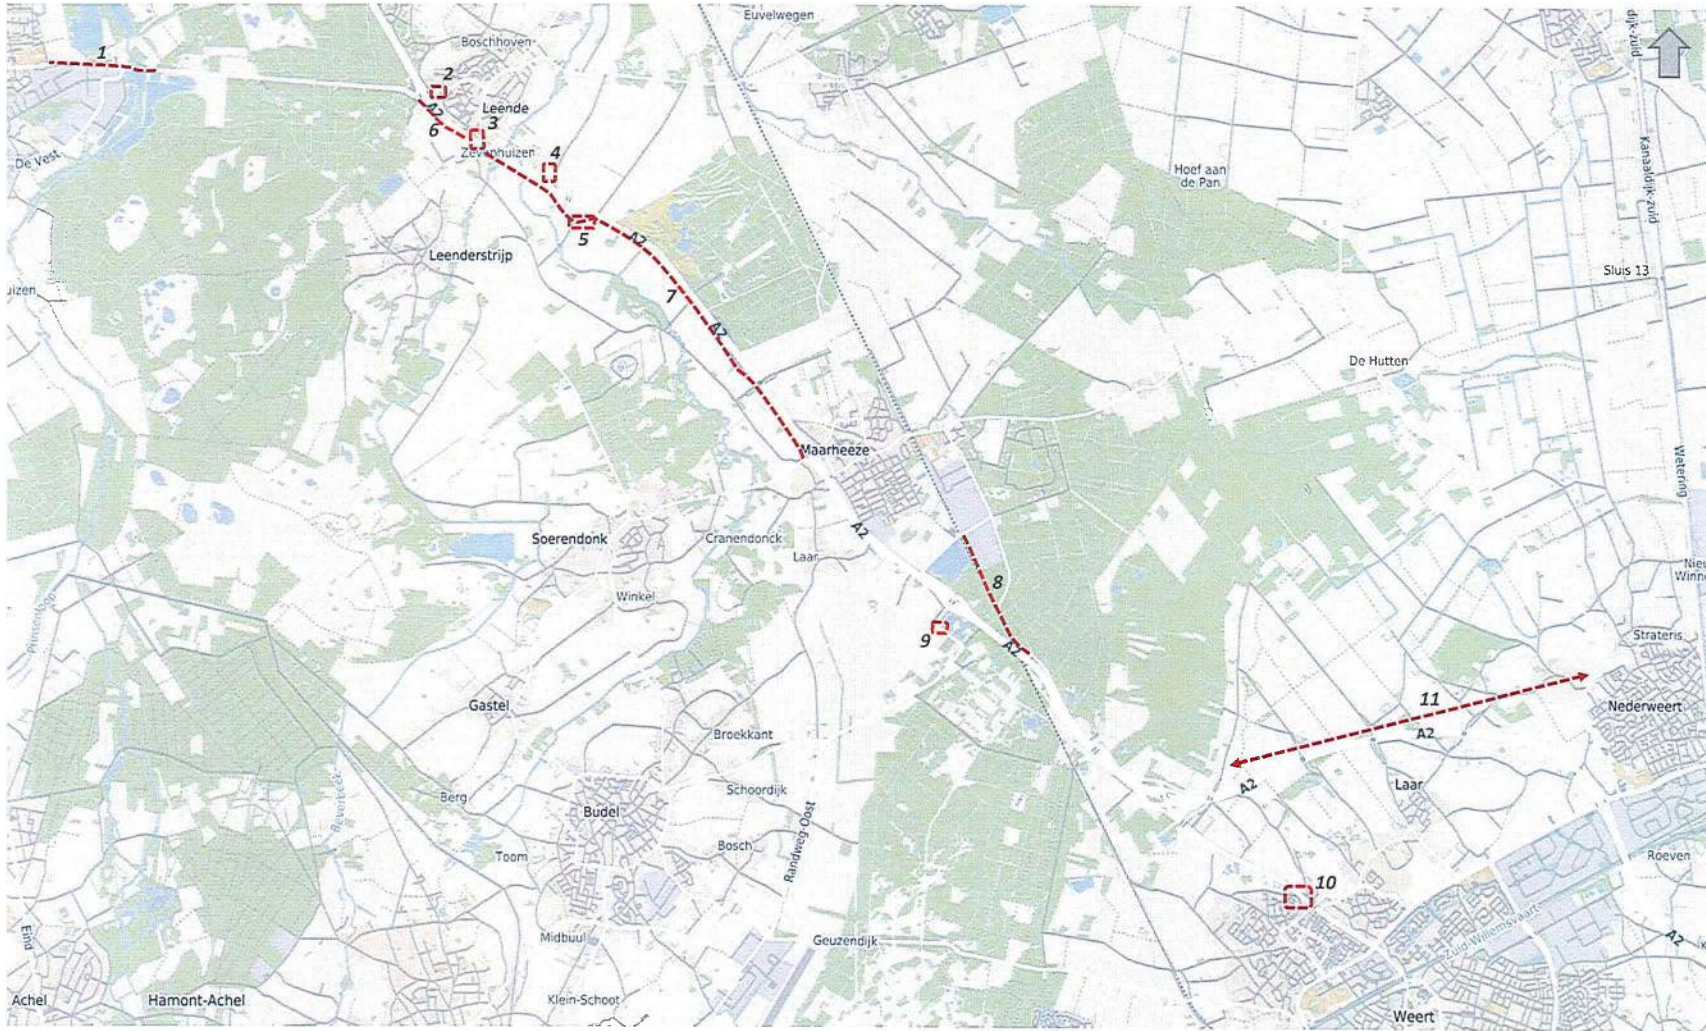 Euvelwegen
dijk-zuid
1
Boschhoven
2
Leende
A2
6
3
Zevenhuizen
4
De Vest
Hoef aan
de Pan
Kanaaldijk-zuid
5
A2
Leenderstrijp
Sluis 13
uizen
7
A2
De Hutten
Maarheeze
Watering
A2
Soerendonk
Cranendonck
Laar
8
Winkel
9
A2
Strateris
11
Nederweert
A2
Gastel
Broekkant
A2
Laar
Berg
Schoordijk
Budel
Randweg-Oost
Bosch
Toom
Roeven
10
Zuid-Willemsvaart
Eind
Midbuul
Geuzendijk
A2
Achel
Hamont-Achel
Klein-Schoot
Weert